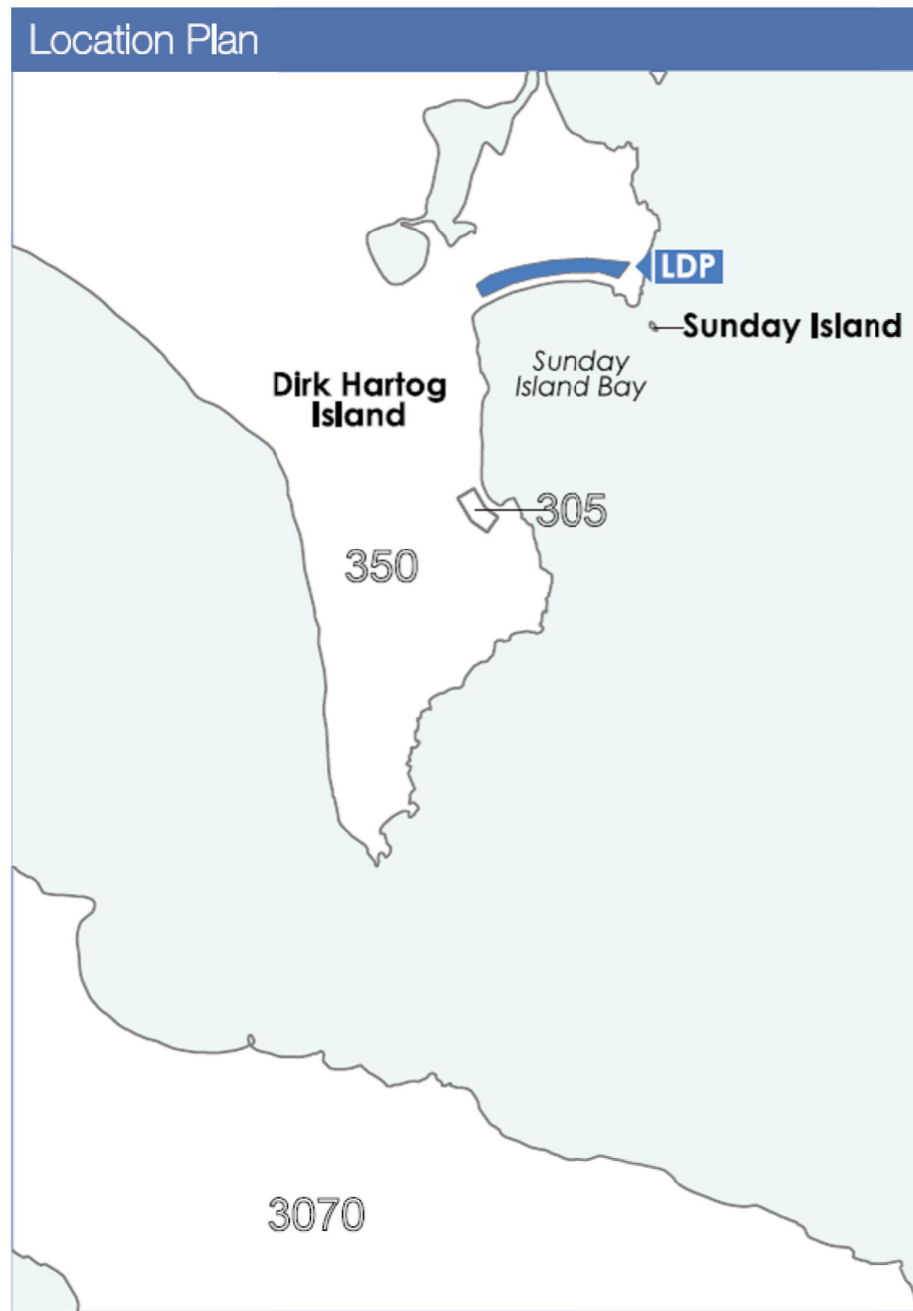 Location Plan
LDP
Sunday Island
Sunday
Island Bay
Dirk Hartog
Island
305
350
3070